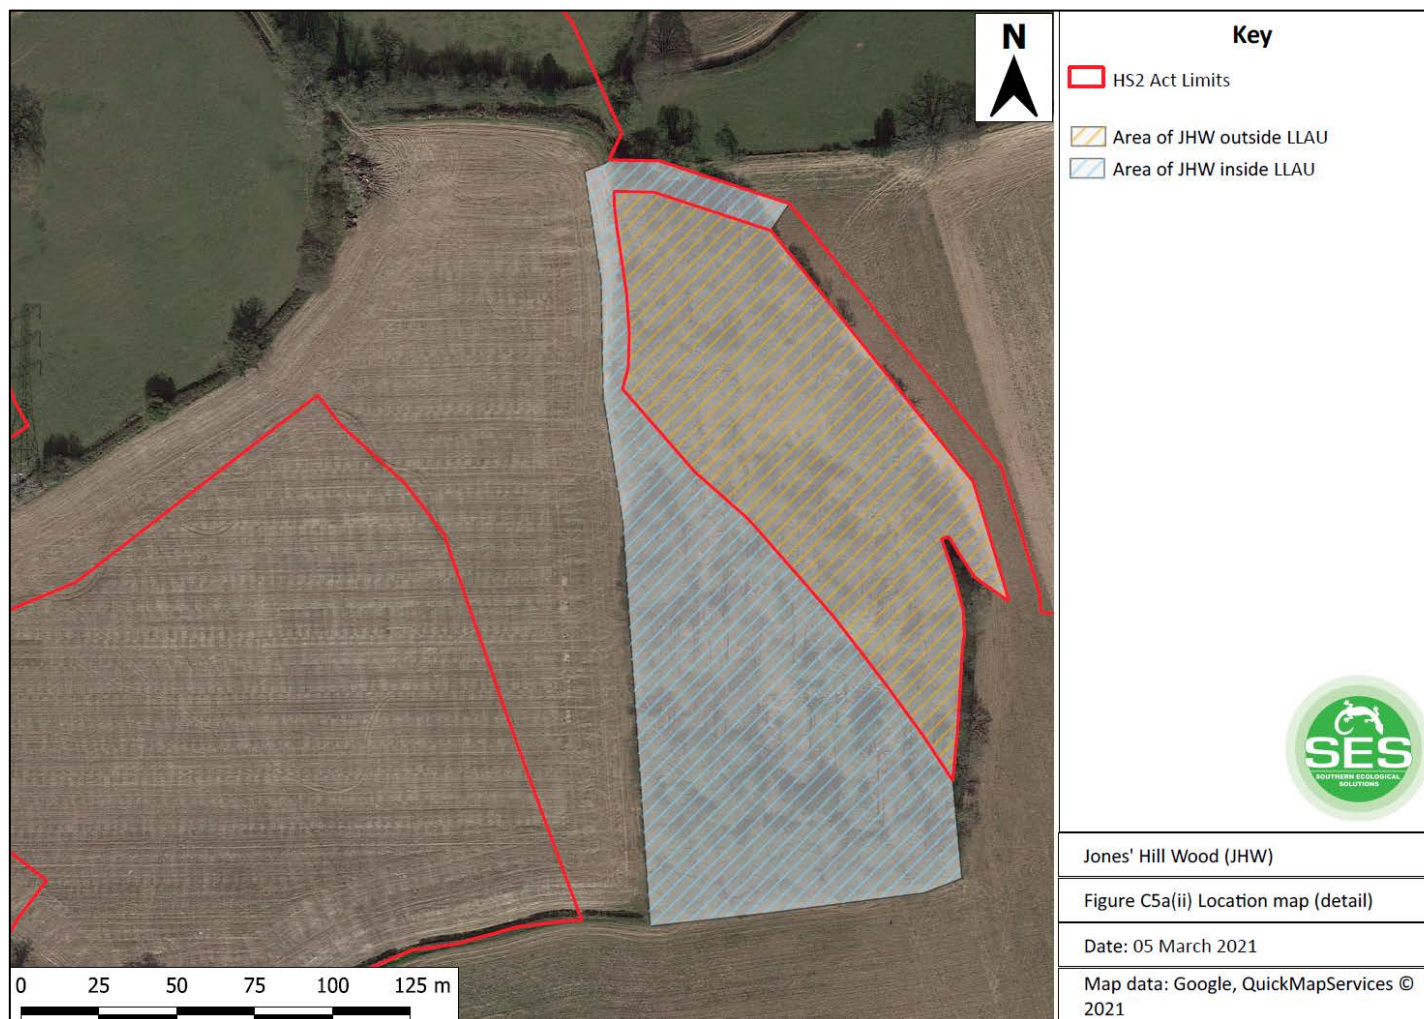 N
Key
HS2 Act Limits
Area of JHW outside LLAU
Area of JHW inside LLAU
SES
SOUTHERN ECOLOGICAL
SOLUTIONS
Jones' Hill Wood (JHW)
Figure C5a(ii) Location map (detail)
Date: 05 March 2021
Map data: Google, QuickMapServices ©
2021
0 25 50 75 100 125 m